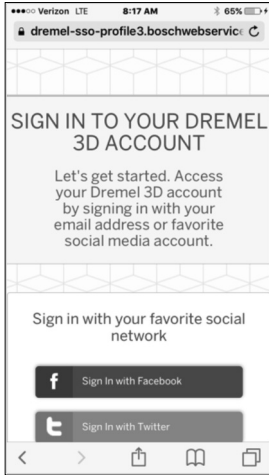 Verizon LTE 8:17 AM 65%
dremel-sso-profile3.boschwebservic
SIGN IN TO YOUR DREMEL
3D ACCOUNT
Let's get started. Access
your Dremel 3D account
by signing in with your
email address or favorite
social media account.
Sign in with your favorite social
network
f Sign In with Facebook
Sign In with Twitter